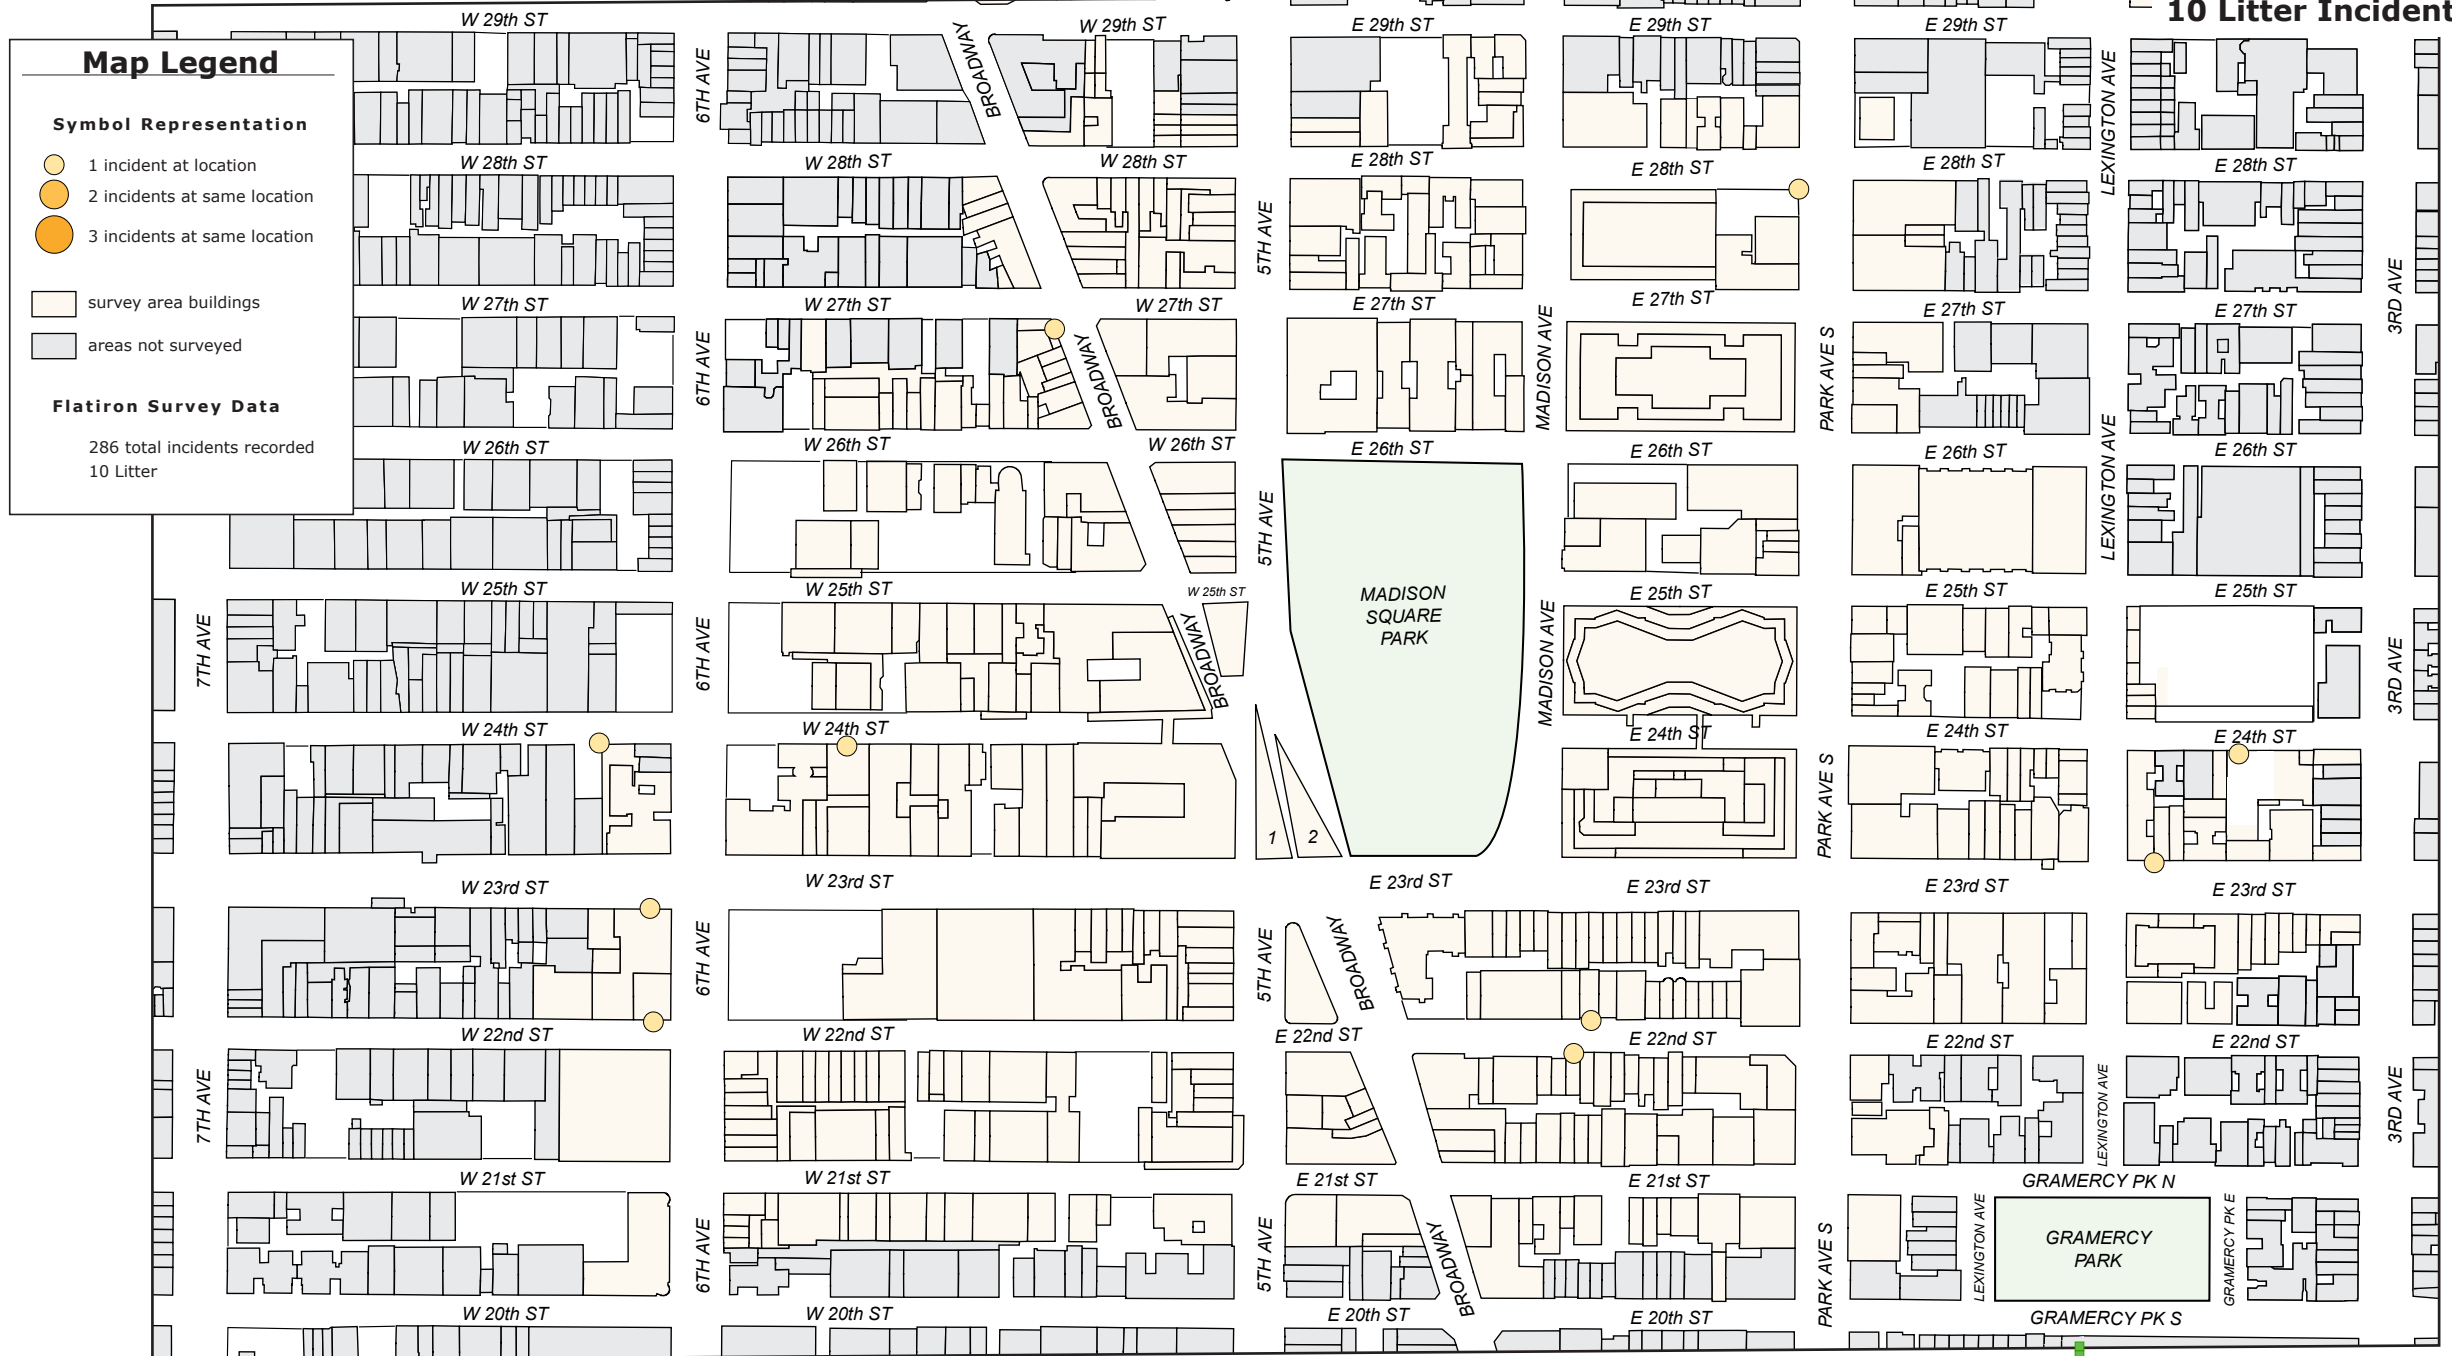 10 Litter Incident
Map Legend
Symbol Representation
1 incident at location
2 incidents at same location
3 incidents at same location
survey area buildings
areas not surveyed
Flatiron Survey Data
286 total incidents recorded
10 Litter
W 29th ST
W 29th ST
E 29th ST
E 29th ST
E 29th ST
6TH AVE
BROADWAY
LEXINGTON AVE
W 28th ST
W 28th ST
W 28th ST
E 28th ST
E 28th ST
E 28th ST
E 28th ST
5TH AVE
3RD AVE
W 27th ST
W 27th ST
W 27th ST
E 27th ST
E 27th ST
E 27th ST
E 27th ST
6TH AVE
BROADWAY
MADISON AVE
PARK AVE S
LEXINGTON AVE
W 26th ST
W 26th ST
W 26th ST
E 26th ST
E 26th ST
E 26th ST
E 26th ST
5TH AVE
MADISON
SQUARE
PARK
W 25th ST
W 25th ST
W 25th ST
E 25th ST
E 25th ST
E 25th ST
7TH AVE
6TH AVE
BROADWAY
MADISON AVE
3RD AVE
W 24th ST
W 24th ST
E 24th ST
E 24th ST
E 24th ST
PARK AVE S
1
2
W 23rd ST
W 23rd ST
E 23rd ST
E 23rd ST
E 23rd ST
E 23rd ST
6TH AVE
5TH AVE
BROADWAY
W 22nd ST
W 22nd ST
E 22nd ST
E 22nd ST
E 22nd ST
E 22nd ST
7TH AVE
LEXINGTON AVE
3RD AVE
W 21st ST
W 21st ST
E 21st ST
E 21st ST
GRAMERCY PK N
6TH AVE
5TH AVE
BROADWAY
PARK AVE S
LEXINGTON AVE
GRAMERCY
PARK
GRAMERCY PK E
W 20th ST
W 20th ST
E 20th ST
E 20th ST
GRAMERCY PK S